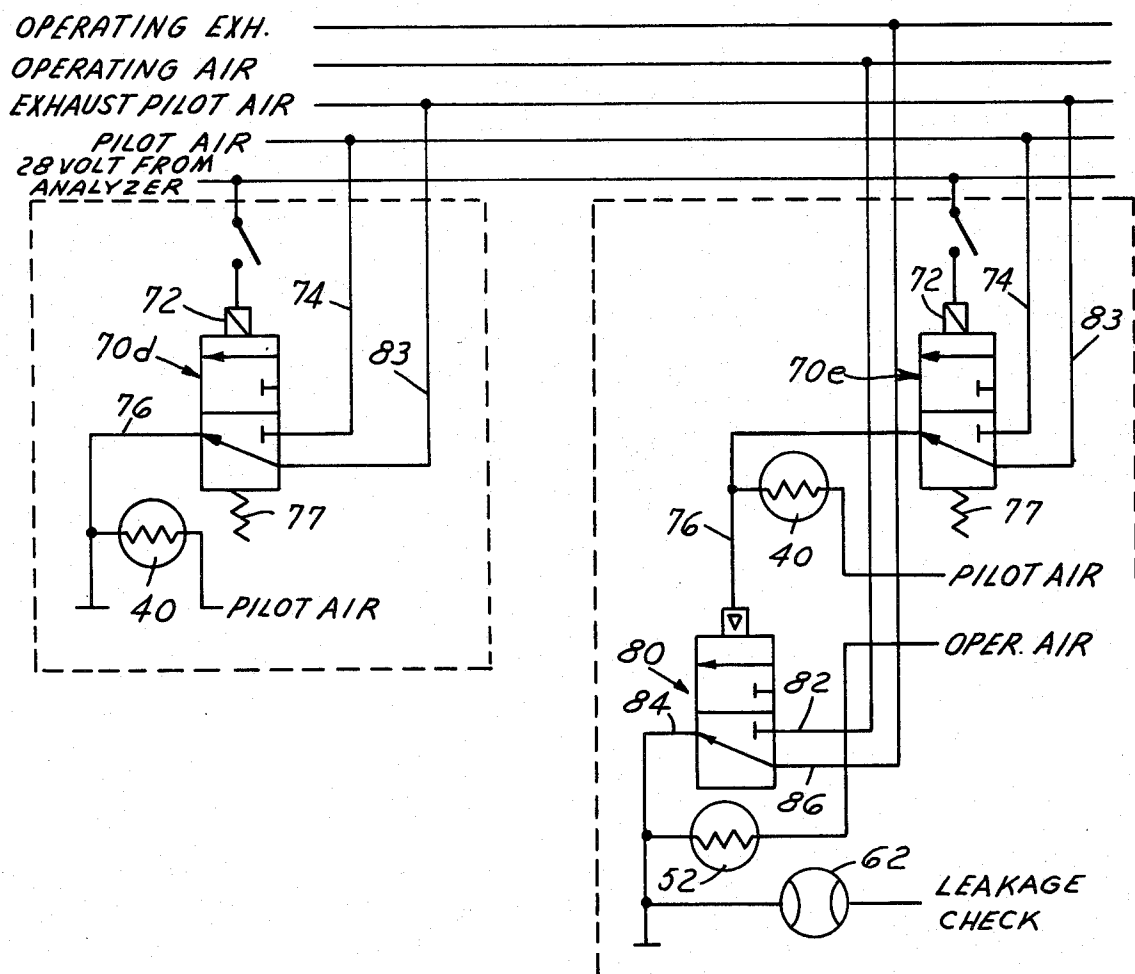 OPERATING EXH.
OPERATING AIR
EXHAUST PILOT AIR
PILOT AIR
28 VOLT FROM
ANALYZER
72
74
70d
83
76
77
40
PILOT AIR
72
74
83
70e
76
40
77
PILOT AIR
OPER. AIR
80
82
84
86
52
62
LEAKAGE
CHECK